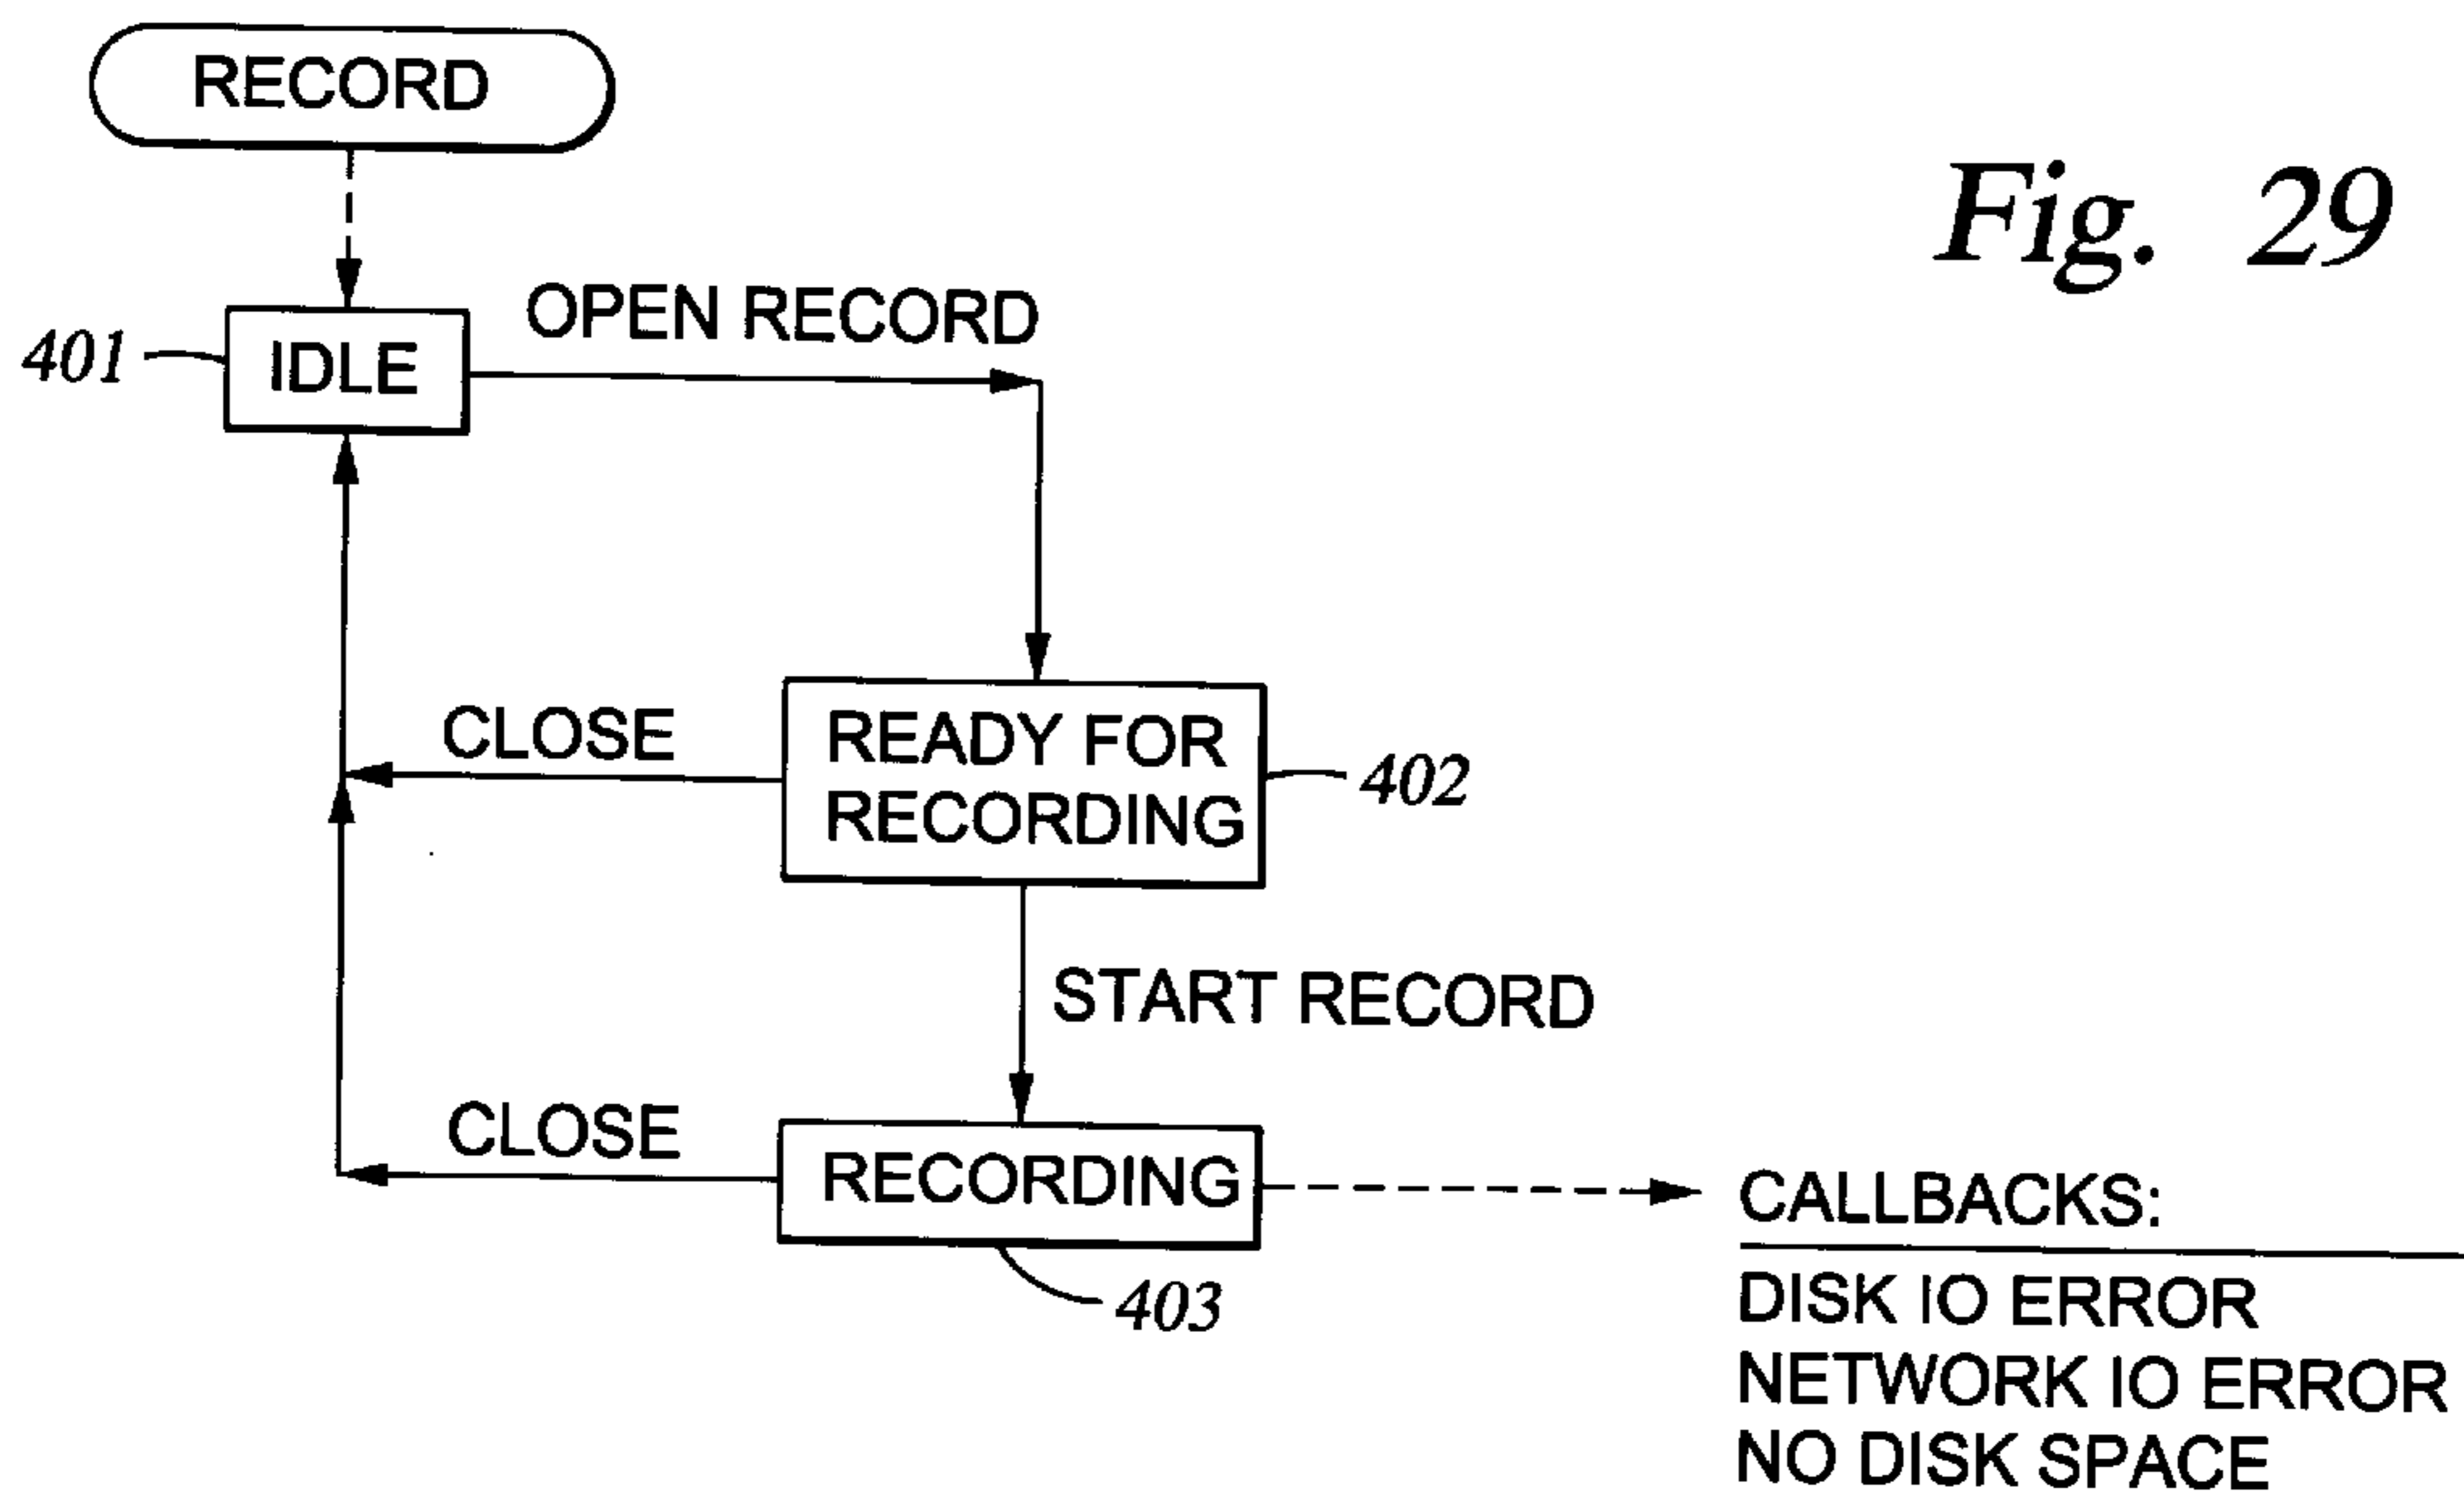 RECORD
Fig. 29
OPEN RECORD
401
IDLE
CLOSE
READY FOR
RECORDING
402
START RECORD
CLOSE
RECORDING
403
CALLBACKS:
DISK IO ERROR
NETWORK IO ERROR
NO DISK SPACE